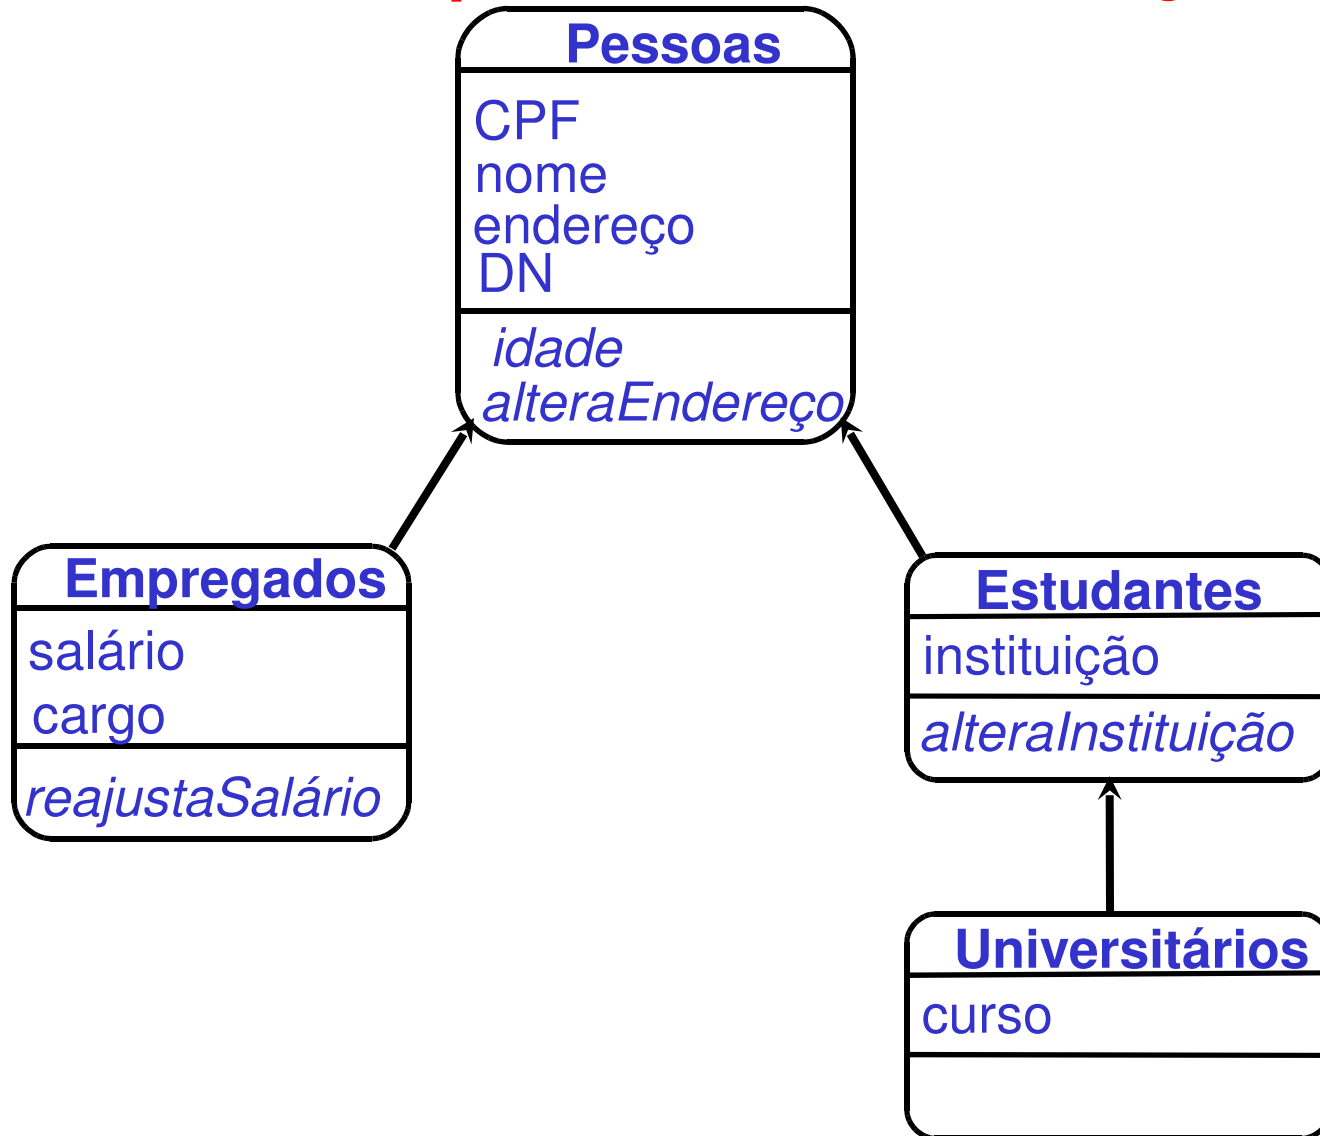 Pessoas
CPF
nome
endereço
DN
idade
alteraEndereço
Empregados
salário
cargo
reajustaSalário
Estudantes
instituição
alteraInstituição
Universitários
curso